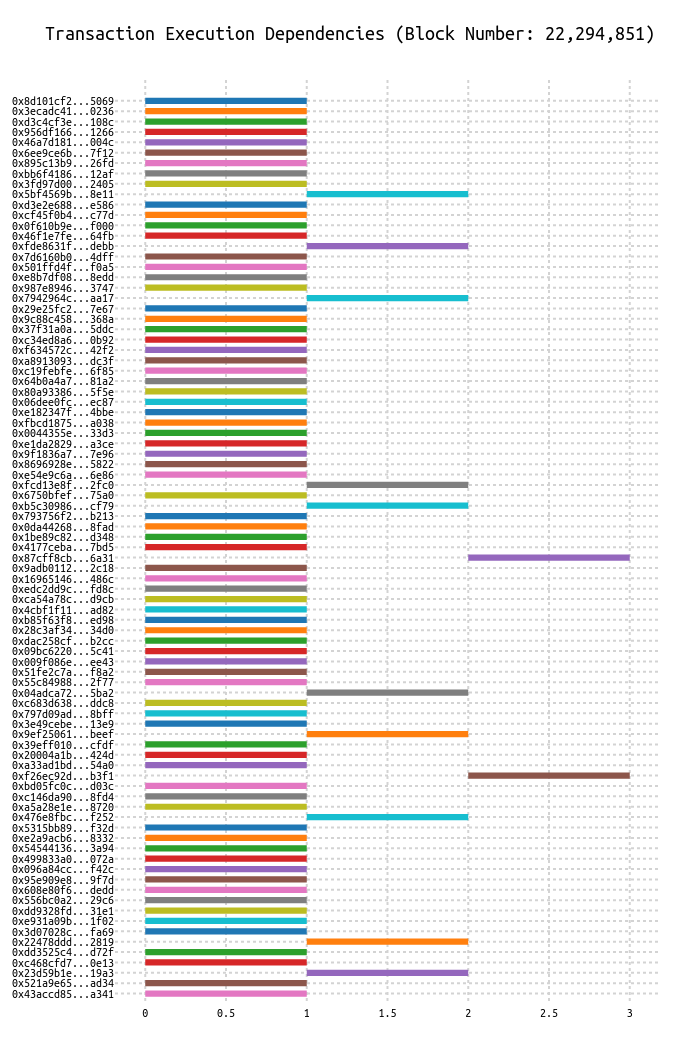 Transaction Execution Dependencies (Block Number: 22,294,851)
0x8d101cf2...5069
0x3ecadc41...0236
0xd3c4cf3e...108c
0x956df166...1266
0x46a7d181...004c
0x6ee9ce6b...7f12
0x895c13b9...26fd
0xbb6f4186...12af
0x3fd97d00...2405
0x5bf4569b...8e11
0xd3e2e688...e586
0xcf45f0b4...c77d
0x0f610b9e...f000
0x46f1e7fe...64fb
0xfde8631f...debb
0x7d6160b0...4dff
0x501ffd4f...f0a5
0xe8b7df08...8edd
0x987e8946...3747
0x7942964c...aa17
0x29e25fc2...7e67
0x9c88c458...368a
0x37f31a0a...5ddc
0xc34ed8a6...0b92
0xf634572c...42f2
0xa8913093...dc3f
0xc19febfe...6f85
0x64b0a4a7...81a2
0x80a93386...5f5e
0x06dee0fc...ec87
0xe182347f...4bbe
0xfbcd1875...a038
0x0044355e...33d3
0xe1da2829...a3ce
0x9f1836a7...7e96
0x8696928e...5822
0xe54e9c6a...6e86
0xfcd13e8f...2fc0
0x6750bfef...75a0
0xb5c30986...cf79
0x793756f2...b213
0x0da44268...8fad
0x1be89c82...d348
0x4177ceba...7bd5
0x87cff8cb...6a31
0x9adb0112...2c18
0x16965146...486c
0xedc2dd9c...fd8c
0xca54a78c...d9cb
0x4cbf1f11...ad82
0xb85f63f8...ed98
0x28c3af34...34d0
0xdac258cf...b2cc
0x09bc6220...5c41
0x009f086e...ee43
0x51fe2c7a...f8a2
0x55c84988...2f77
0x04adca72...5ba2
0xc683d638...ddc8
0x797d09ad...8bff
0x3e49cebe...13e9
0x9ef25061...beef
0x39eff010...cfdf
0x20004a1b...424d
0xa33ad1bd...54a0
0xf26ec92d...b3f1
0xbd05fc0c...d03c
0xc146da90...8fd4
0xa5a28e1e...8720
0x476e8fbc...f252
0x5315bb89...f32d
0xe2a9acb6...8332
0x54544136...3a94
0x499833a0...072a
0x096a84cc...f42c
0x95e909e8...9f7d
0x608e80f6...dedd
0x556bc0a2...29c6
0xdd9328fd...31e1
0xe931a09b...1f02
0x3d07028c...fa69
0x22478ddd...2819
0xdd3525c4...d72f
0xc468cfd7...0e13
0x23d59b1e...19a3
0x521a9e65...ad34
0x43accd85...a341
0 0.5 1 1.5 2 2.5 3